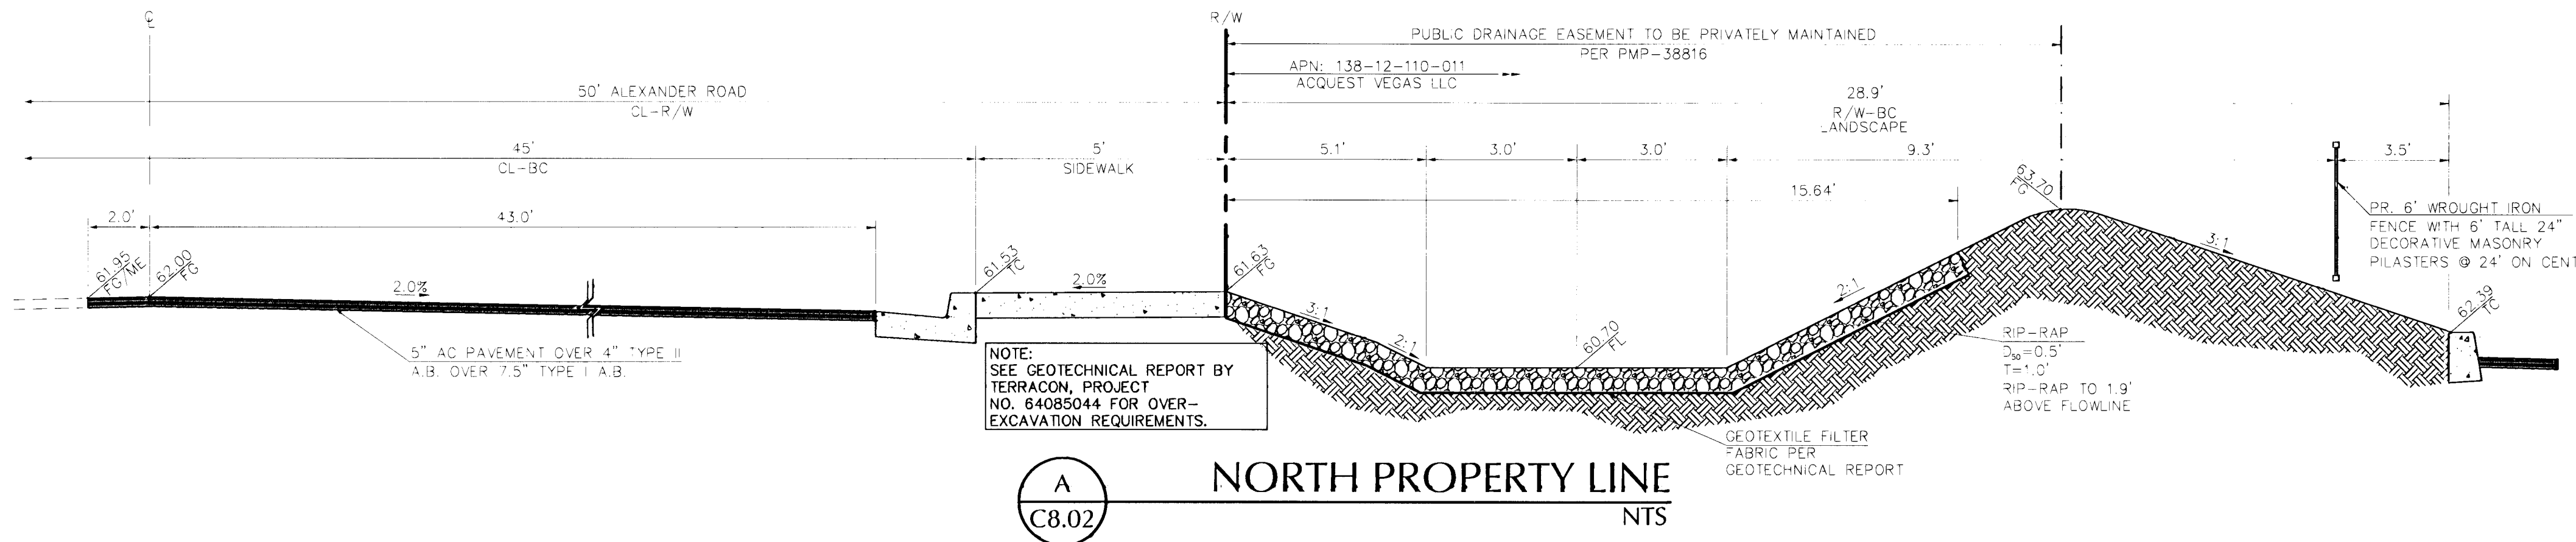 ℄
R/W
PUBLIC DRAINAGE EASEMENT TO BE PRIVATELY MAINTAINED
PER PMP-38816
APN: 138-12-110-011
ACQUEST VEGAS LLC
50' ALEXANDER ROAD
CL-R/W
28.9'
R/W-BC
LANDSCAPE
45'
CL-BC
5'
SIDEWALK
5.1'
3.0'
3.0'
9.3'
3.5'
15.64'
2.0'
43.0'
61.95
FG/ME
62.00
FG
2.0%
61.53
TC
2.0%
61.63
FG
3:1
2:1
60.70
FL
2:1
63.70
FG
3:1
62.39
TC
PR. 6' WROUGHT IRON
FENCE WITH 6' TALL 24"
DECORATIVE MASONRY
PILASTERS @ 24' ON CENT
5" AC PAVEMENT OVER 4" TYPE II
A.B. OVER 7.5" TYPE I A.B.
NOTE:
SEE GEOTECHNICAL REPORT BY
TERRACON, PROJECT
NO. 64085044 FOR OVER-
EXCAVATION REQUIREMENTS.
RIP-RAP
D₅₀=0.5'
T=1.0'
RIP-RAP TO 1.9'
ABOVE FLOWLINE
GEOTEXTILE FILTER
FABRIC PER
GEOTECHNICAL REPORT
A
C8.02
NORTH PROPERTY LINE
NTS